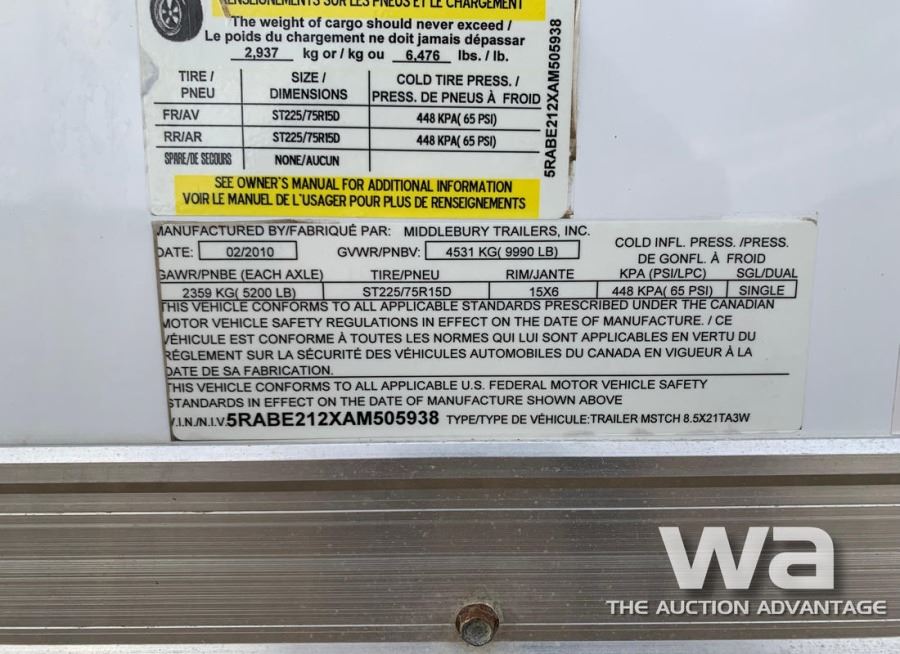 RENSEIGNEMENTS SUR LES PNEUS ET LE CHARGEMENT
The weight of cargo should never exceed /
Le poids du chargement ne doit jamais dépasser
2,937 kg or / kg ou 6,476 lbs. / lb.
TIRE / PNEU SIZE / DIMENSIONS COLD TIRE PRESS. / PRESS. DE PNEUS À FROID
FR/AV ST225/75R15D 448 KPA( 65 PSI)
RR/AR ST225/75R15D 448 KPA( 65 PSI)
SPARE/DE SECOURS NONE/AUCUN
5RABE212XAM505938
SEE OWNER'S MANUAL FOR ADDITIONAL INFORMATION
VOIR LE MANUEL DE L'USAGER POUR PLUS DE RENSEIGNEMENTS
MANUFACTURED BY/FABRIQUÉ PAR: MIDDLEBURY TRAILERS, INC.
DATE: 02/2010 GVWR/PNBV: 4531 KG( 9990 LB)
COLD INFL. PRESS. /PRESS.
DE GONFL. À FROID
GAWR/PNBE (EACH AXLE) TIRE/PNEU RIM/JANTE KPA (PSI/LPC) SGL/DUAL
2359 KG( 5200 LB) ST225/75R15D 15X6 448 KPA( 65 PSI) SINGLE
THIS VEHICLE CONFORMS TO ALL APPLICABLE STANDARDS PRESCRIBED UNDER THE CANADIAN
MOTOR VEHICLE SAFETY REGULATIONS IN EFFECT ON THE DATE OF MANUFACTURE. / CE
VÉHICULE EST CONFORME À TOUTES LES NORMES QUI LUI SONT APPLICABLES EN VERTU DU
RÉGLEMENT SUR LA SÉCURITÉ DES VÉHICULES AUTOMOBILES DU CANADA EN VIGUEUR À LA
DATE DE SA FABRICATION.
THIS VEHICLE CONFORMS TO ALL APPLICABLE U.S. FEDERAL MOTOR VEHICLE SAFETY
STANDARDS IN EFFECT ON THE DATE OF MANUFACTURE SHOWN ABOVE
V.I.N./N.I.V. 5RABE212XAM505938 TYPE/TYPE DE VÉHICULE:TRAILER MSTCH 8.5X21TA3W
wa
THE AUCTION ADVANTAGE